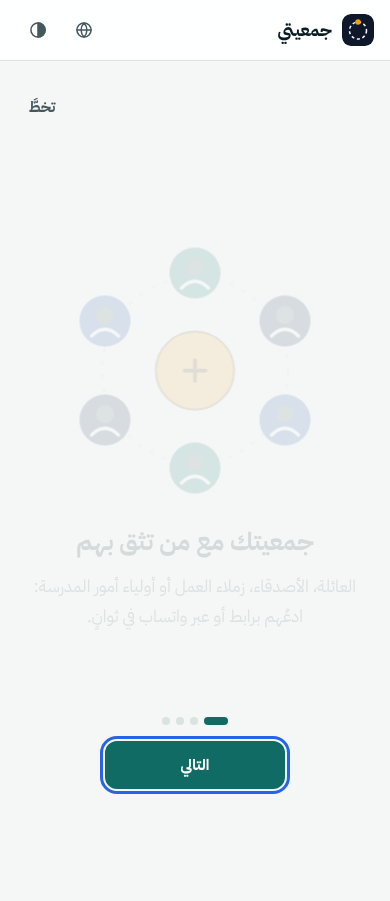 جمعيتي
تخطَّ
جمعيتك مع من تثق بهم
العائلة، الأصدقاء، زملاء العمل أو أولياء أمور المدرسة:
ادعُهم برابط أو عبر واتساب في ثوانٍ.
التالي